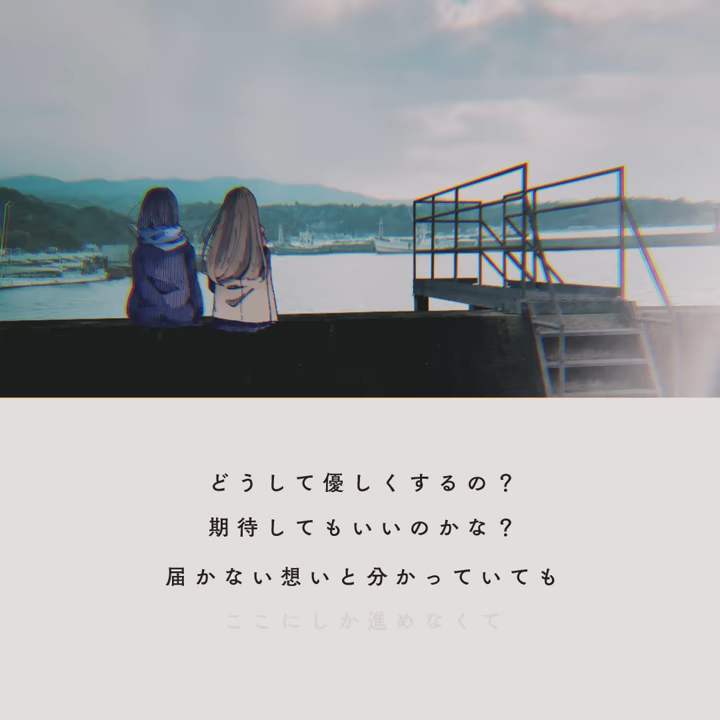 どうして優しくするの？
期待してもいいのかな？
届かない想いと分かっていても
ここにしか進めなくて